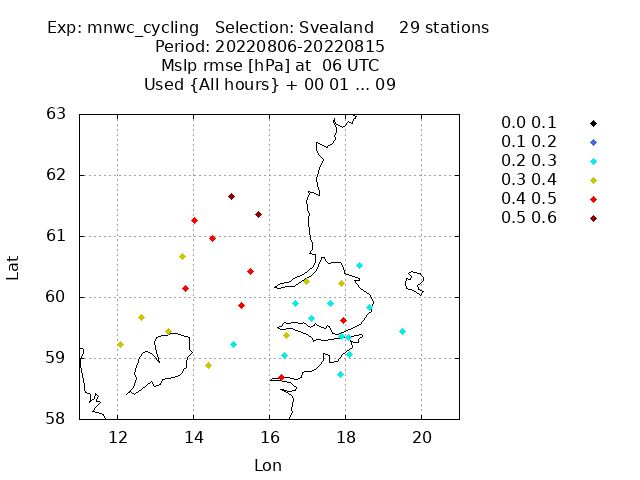 Exp: mnwc_cycling   Selection: Svealand     29 stations
Period: 20220806-20220815
Mslp rmse [hPa] at  06 UTC
Used {All hours} + 00 01 ... 09
63
62
61
60
59
58
Lat
12 14 16 18 20
Lon
0.0 0.1
0.1 0.2
0.2 0.3
0.3 0.4
0.4 0.5
0.5 0.6